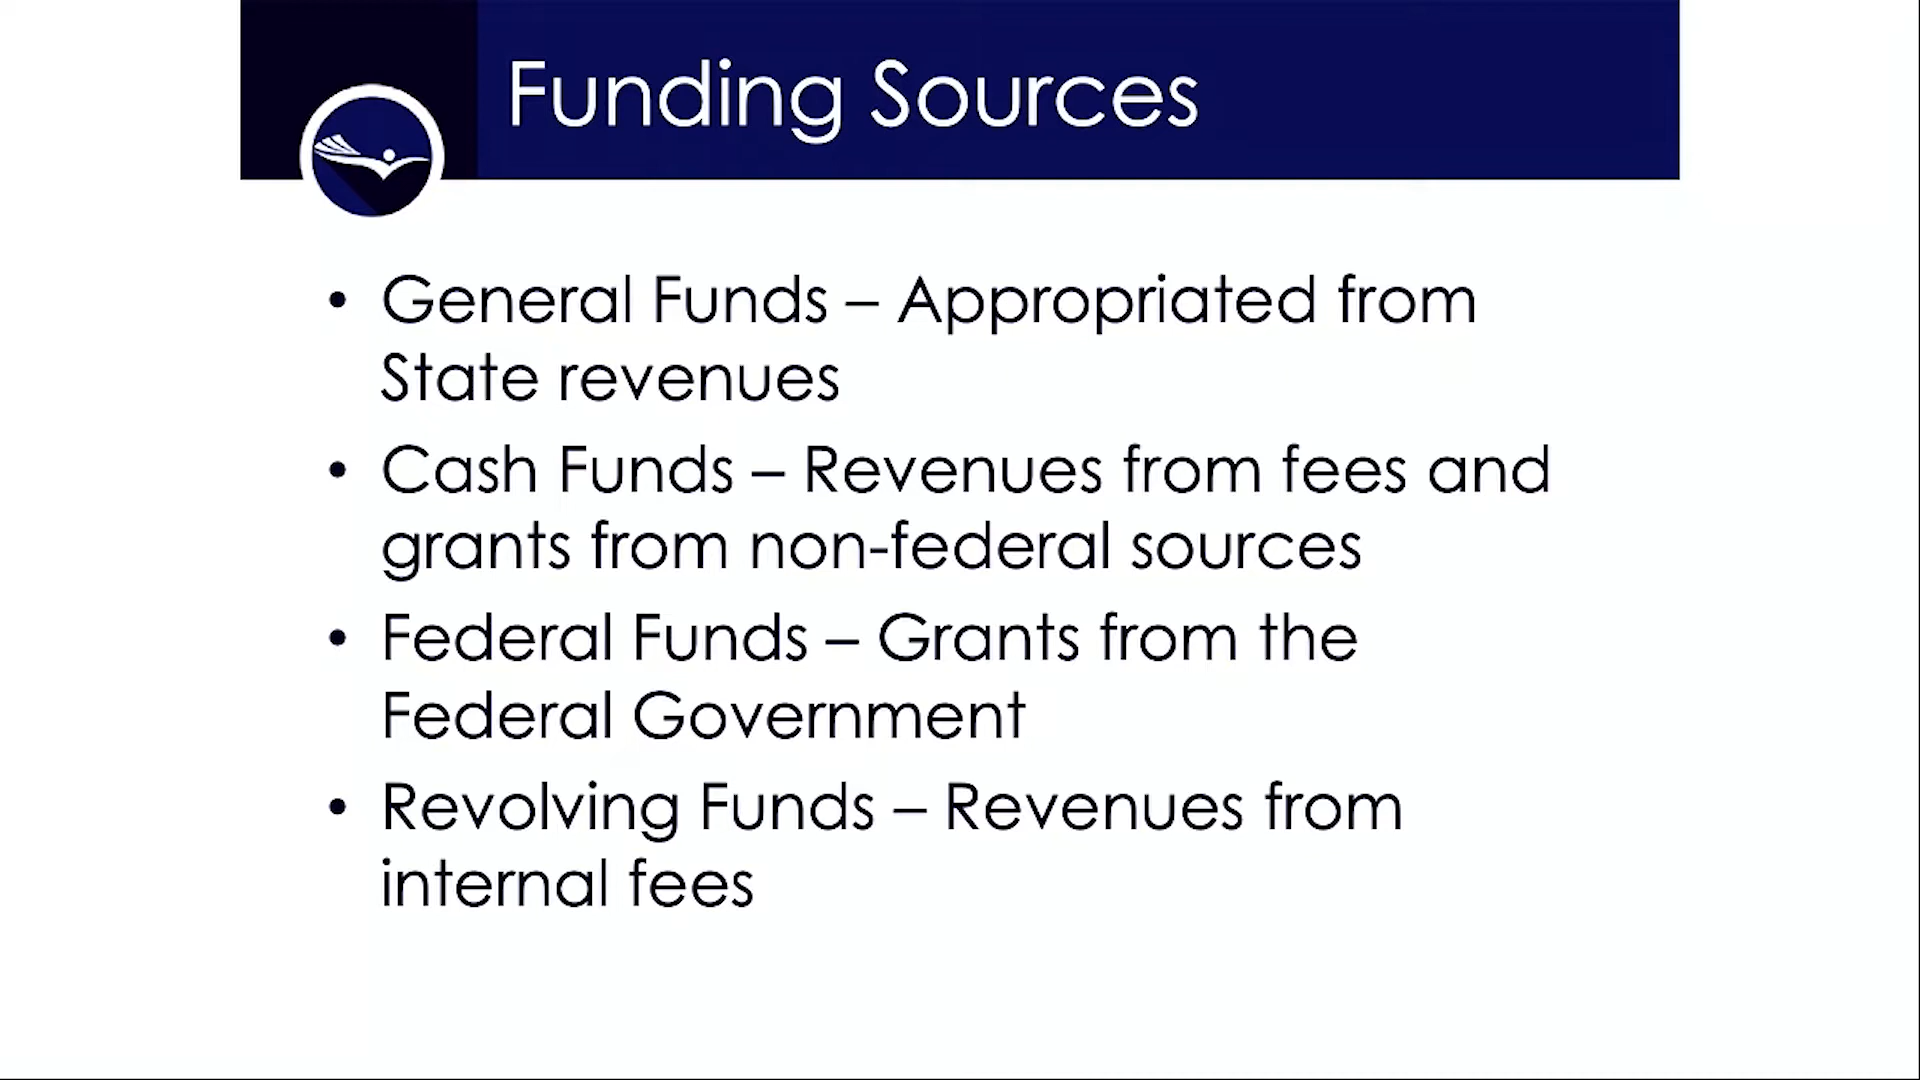 Funding Sources
• General Funds – Appropriated from
State revenues
• Cash Funds – Revenues from fees and
grants from non-federal sources
• Federal Funds – Grants from the
Federal Government
• Revolving Funds – Revenues from
internal fees